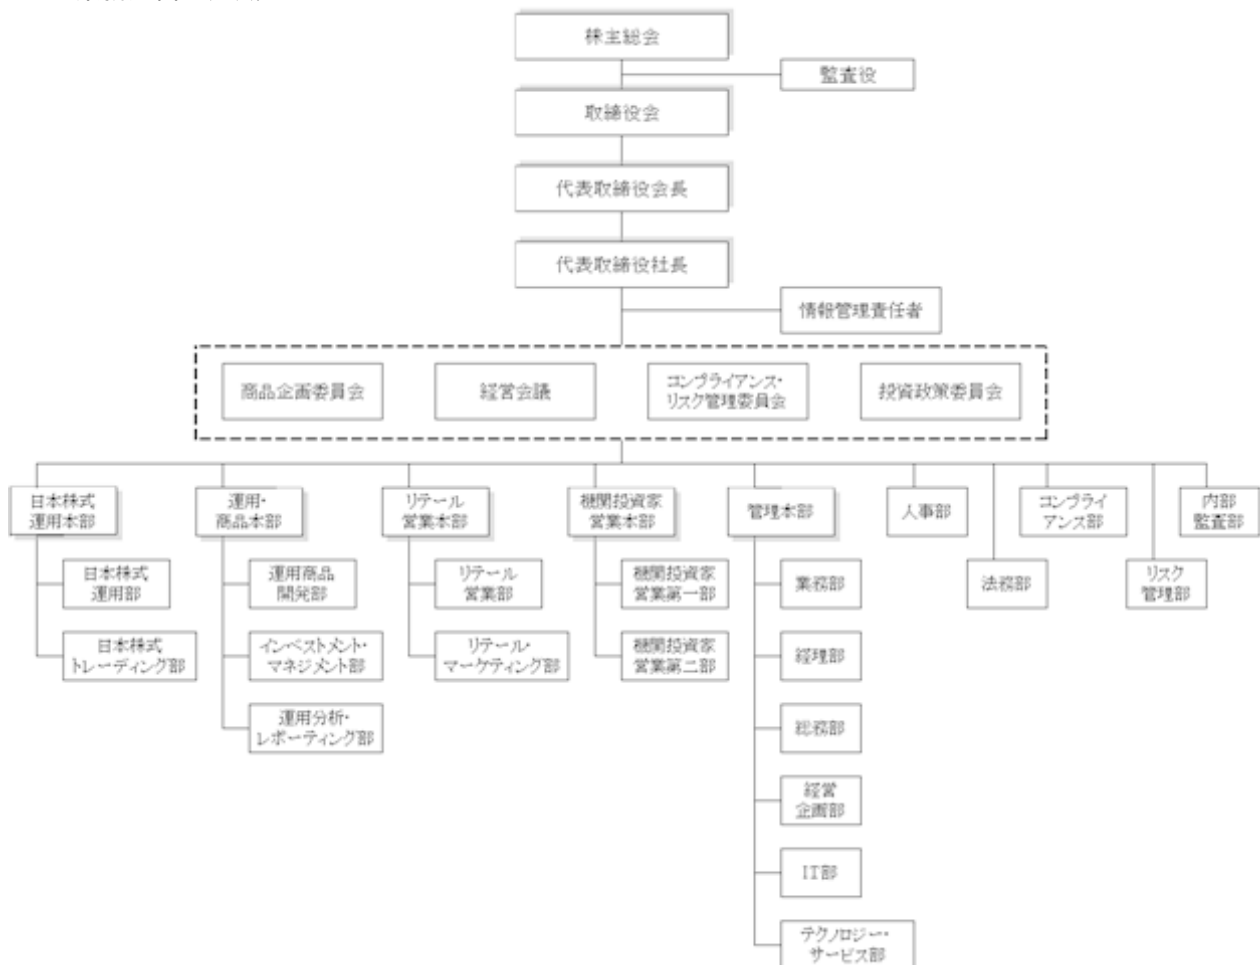 株主総会
監査役
取締役会
代表取締役会長
代表取締役社長
情報管理責任者
商品企画委員会
経営会議
コンプライアンス・
リスク管理委員会
投資政策委員会
日本株式
運用本部
運用・
商品本部
リテール
営業本部
機関投資家
営業本部
管理本部
人事部
コンプライ
アンス部
内部
監査部
日本株式
運用部
運用商品
開発部
リテール
営業部
機関投資家
営業第一部
業務部
法務部
リスク
管理部
日本株式
トレーディング部
インベストメント・
マネジメント部
リテール・
マーケティング部
機関投資家
営業第二部
経理部
運用分析・
レポーティング部
総務部
経営
企画部
IT部
テクノロジー・
サービス部